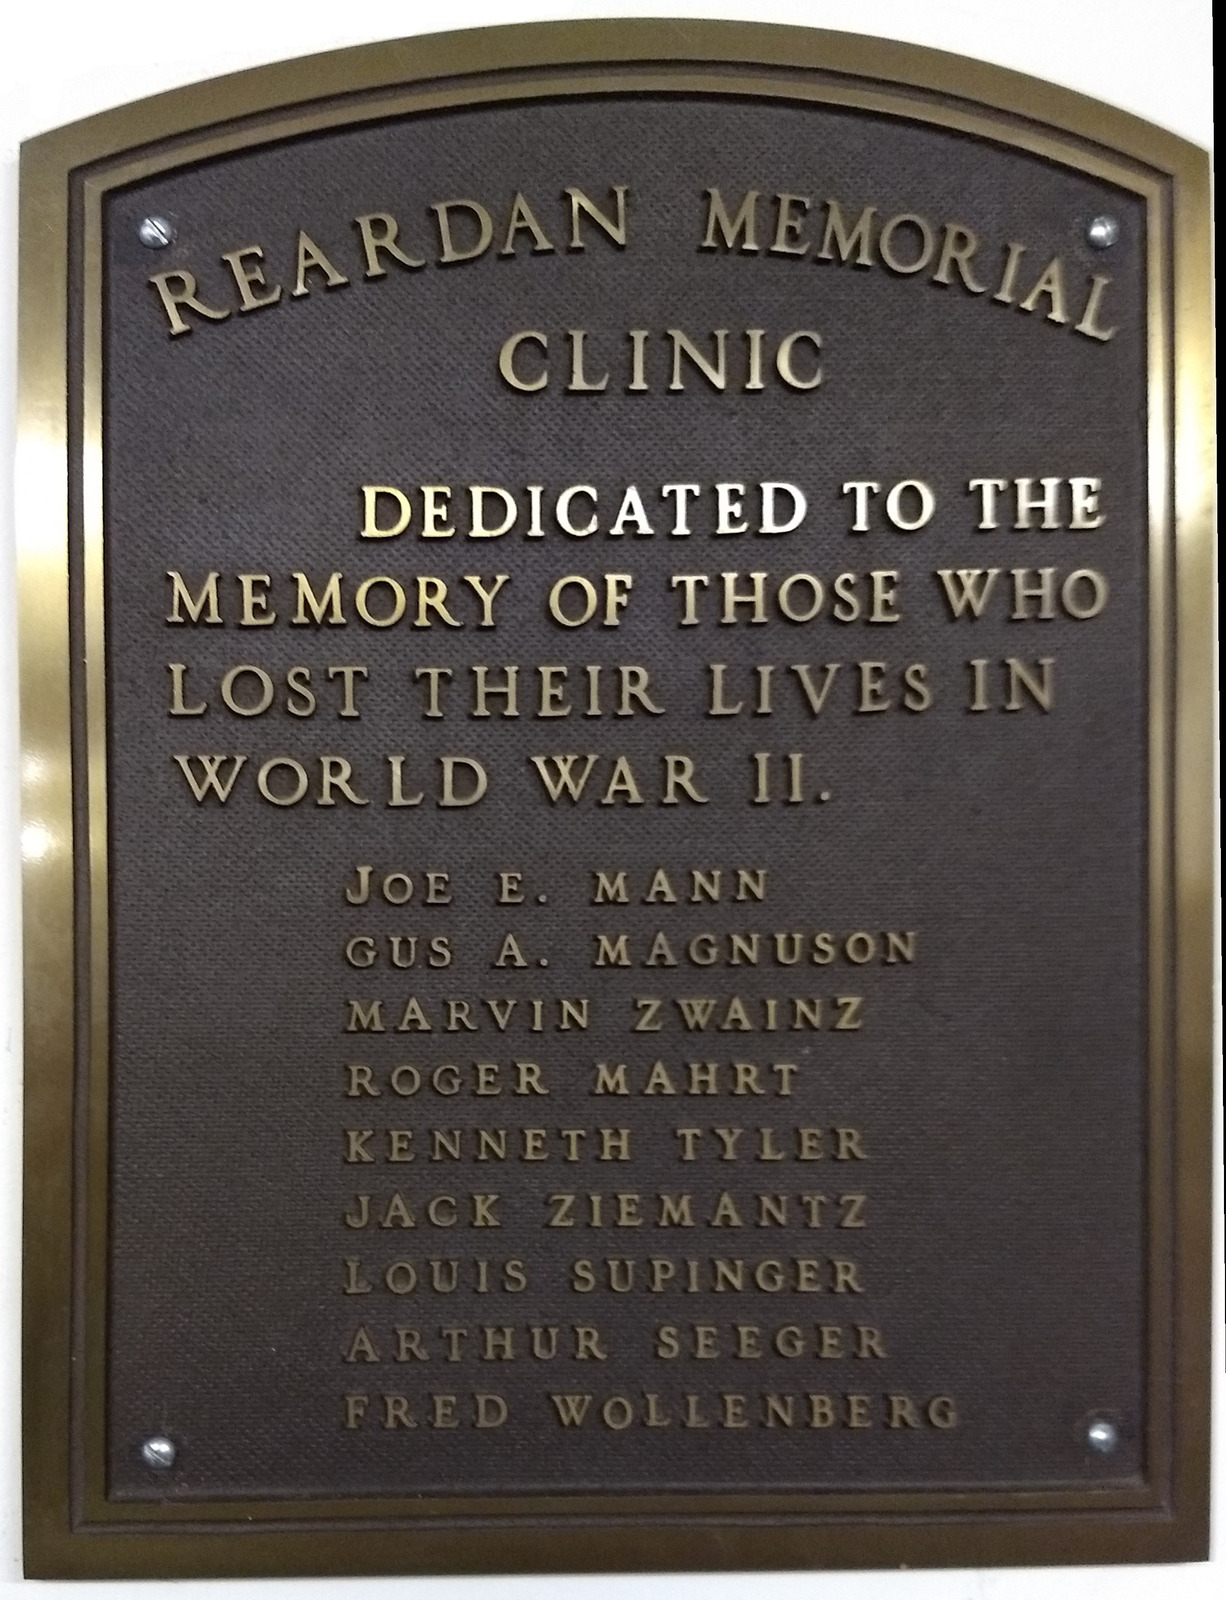 REARDAN MEMORIAL
CLINIC
DEDICATED TO THE
MEMORY OF THOSE WHO
LOST THEIR LIVES IN
WORLD WAR II.
JOE E. MANN
GUS A. MAGNUSON
MARVIN ZWAINZ
ROGER MAHRT
KENNETH TYLER
JACK ZIEMANTZ
LOUIS SUPINGER
ARTHUR SEEGER
FRED WOLLENBERG